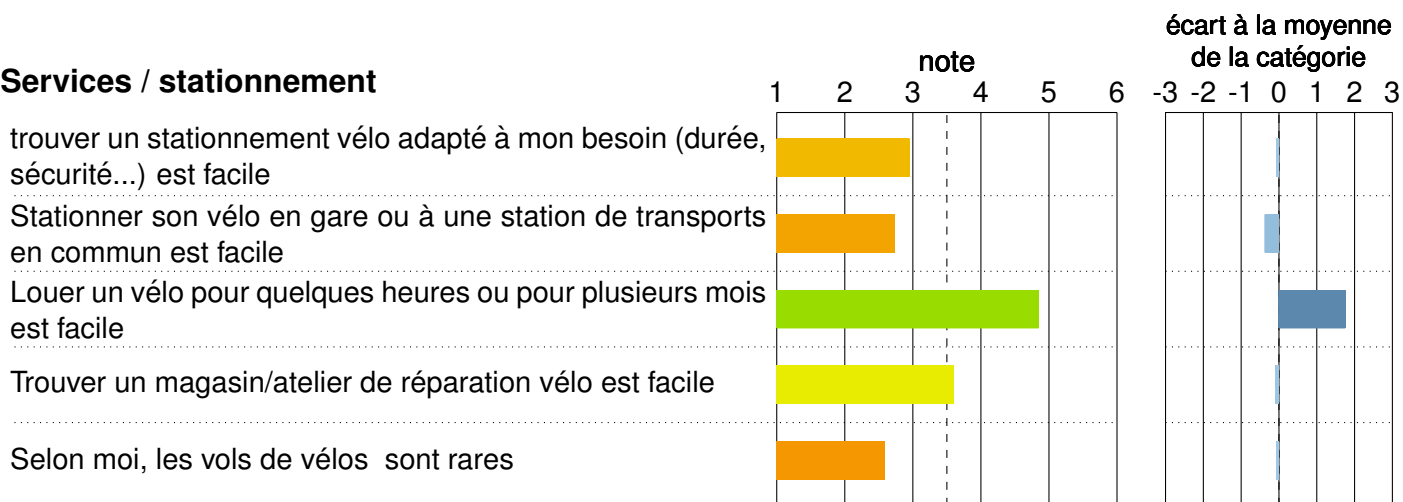 écart à la moyenne
note de la catégorie
Services / stationnement
1 2 3 4 5 6 -3 -2 -1 0 1 2 3
trouver un stationnement vélo adapté à mon besoin (durée,
sécurité...) est facile
Stationner son vélo en gare ou à une station de transports
en commun est facile
Louer un vélo pour quelques heures ou pour plusieurs mois
est facile
Trouver un magasin/atelier de réparation vélo est facile
Selon moi, les vols de vélos sont rares